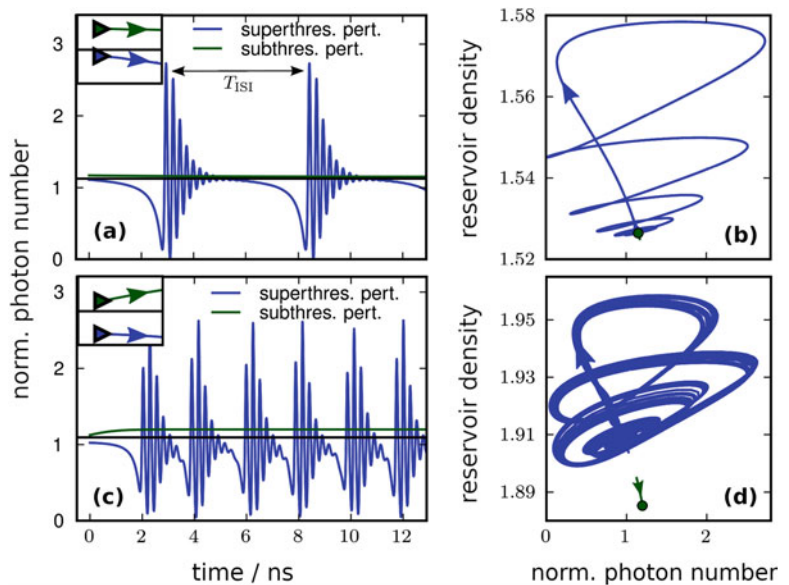 superthres. pert.
subthres. pert.
T_ISI
3
2
1
0
(a)
norm. photon number
1.58
1.56
1.54
1.52
reservoir density
(b)
superthres. pert.
subthres. pert.
3
2
1
0
(c)
0 2 4 6 8 10 12
time / ns
1.95
1.93
1.91
1.89
reservoir density
(d)
0 1 2
norm. photon number